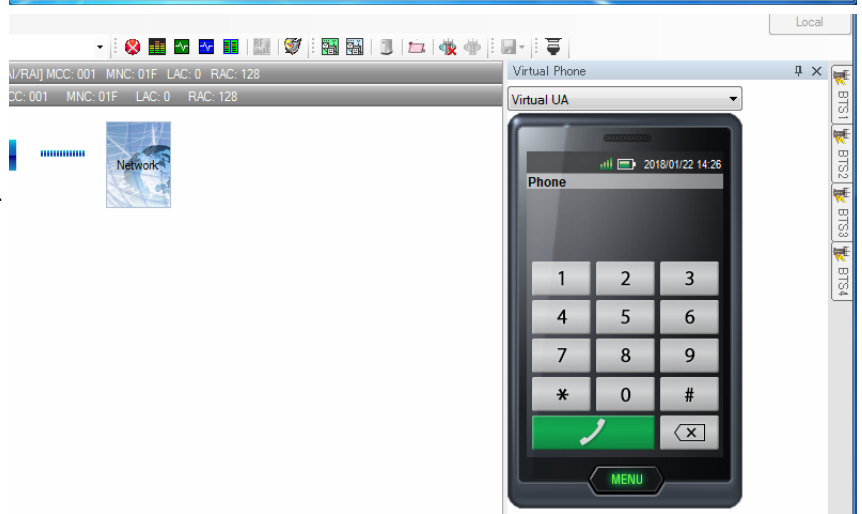 Local
I/RAI] MCC: 001 MNC: 01F LAC: 0 RAC: 128
CC: 001 MNC: 01F LAC: 0 RAC: 128
Network
Virtual Phone
Virtual UA
2018/01/22 14:26
Phone
1 2 3
4 5 6
7 8 9
* 0 #
MENU
BTS1
BTS2
BTS3
BTS4